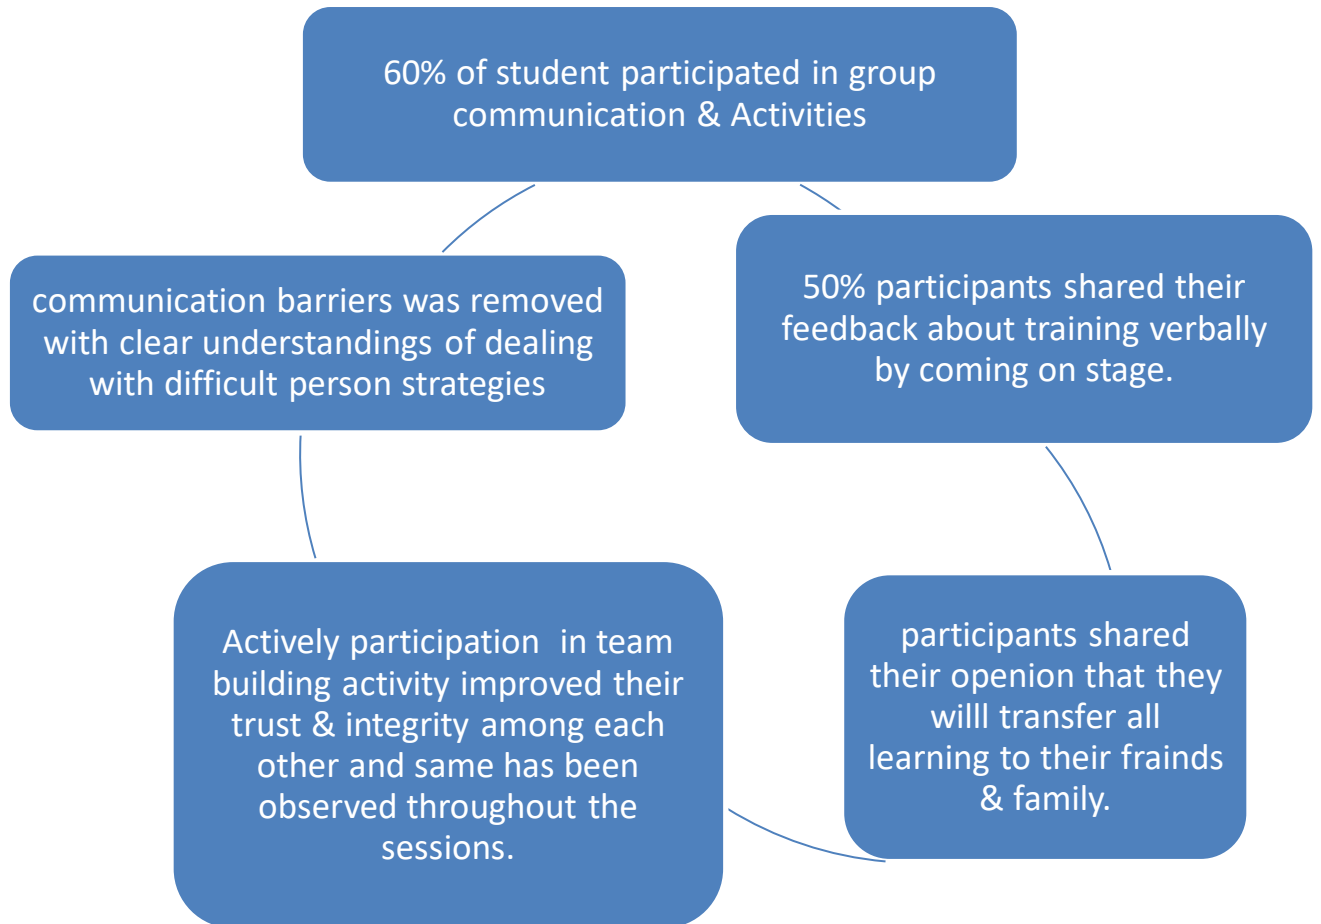 60% of student participated in group
communication & Activities
50% participants shared their
feedback about training verbally
by coming on stage.
participants shared
their openion that they
willl transfer all
learning to their frainds
& family.
Actively participation in team
building activity improved their
trust & integrity among each
other and same has been
observed throughout the
sessions.
communication barriers was removed
with clear understandings of dealing
with difficult person strategies